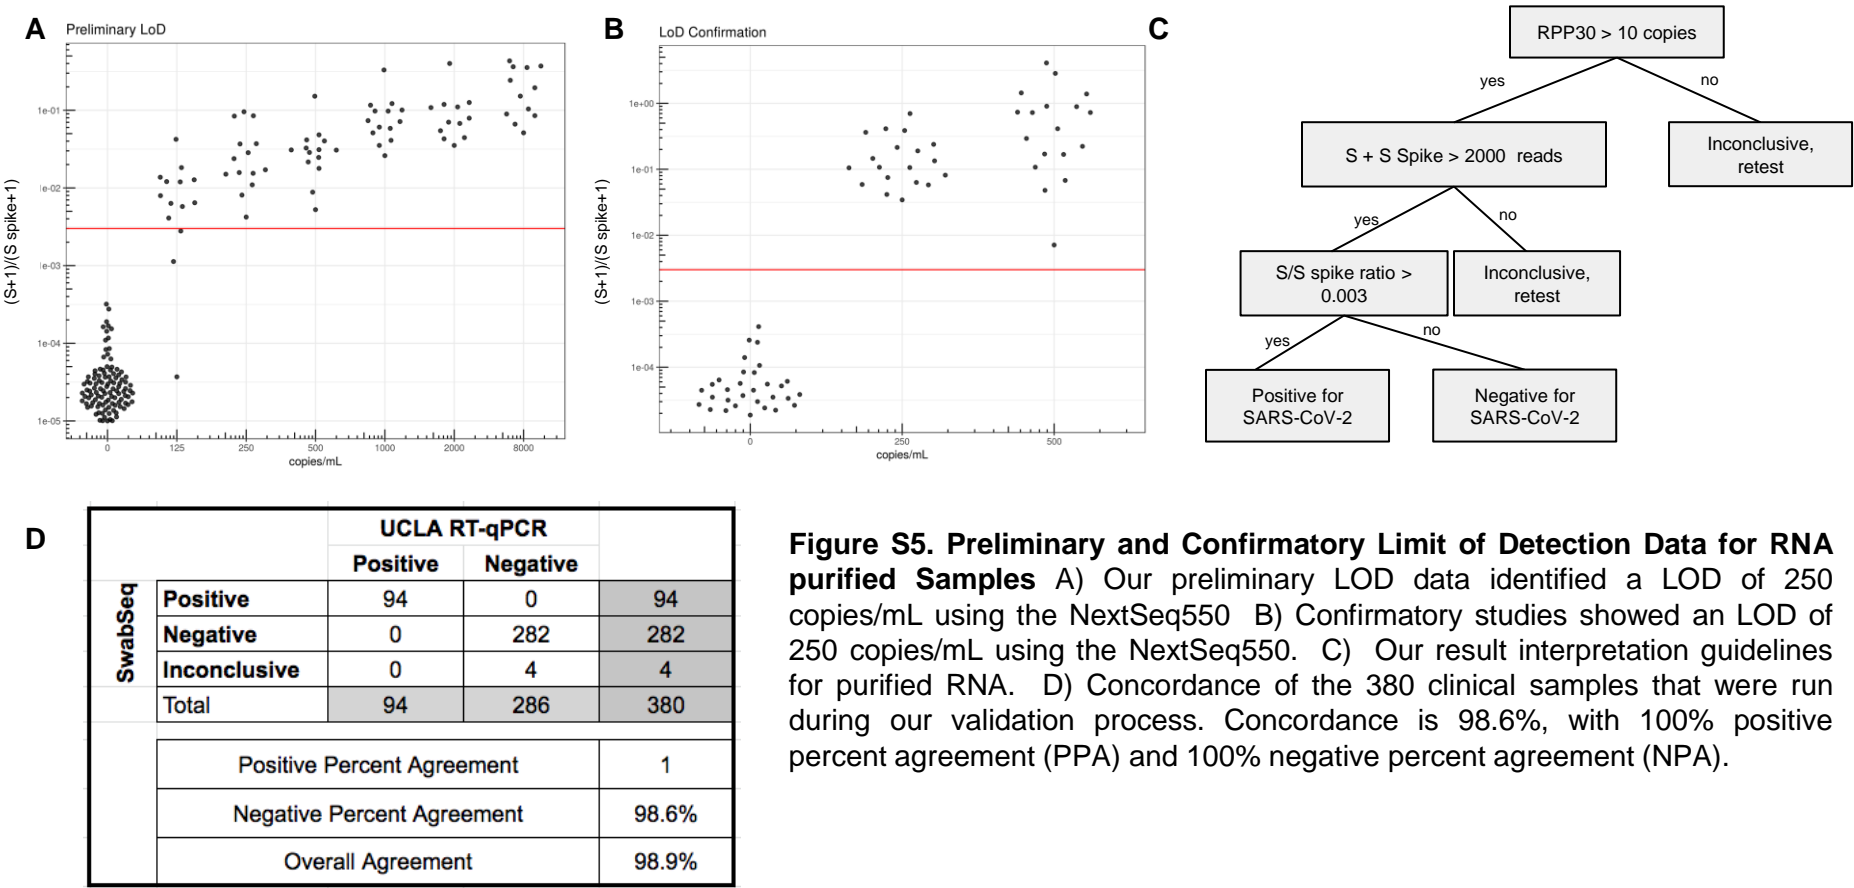 A
Preliminary LoD
(S+1)/(S spike+1)
1e-01
1e-02
1e-03
1e-04
1e-05
0 125 250 500 1000 2000 8000
copies/mL
B
LoD Confirmation
(S+1)/(S spike+1)
1e+00
1e-01
1e-02
1e-03
1e-04
0 250 500
copies/mL
C
RPP30 > 10 copies
yes no
S + S Spike > 2000 reads
Inconclusive,
retest
yes no
S/S spike ratio >
0.003
Inconclusive,
retest
yes no
Positive for
SARS-CoV-2
Negative for
SARS-CoV-2
D
UCLA RT-qPCR
Positive Negative
SwabSeq
Positive 94 0 94
Negative 0 282 282
Inconclusive 0 4 4
Total 94 286 380
Positive Percent Agreement 1
Negative Percent Agreement 98.6%
Overall Agreement 98.9%
Figure S5. Preliminary and Confirmatory Limit of Detection Data for RNA
purified Samples A) Our preliminary LOD data identified a LOD of 250
copies/mL using the NextSeq550 B) Confirmatory studies showed an LOD of
250 copies/mL using the NextSeq550. C) Our result interpretation guidelines
for purified RNA. D) Concordance of the 380 clinical samples that were run
during our validation process. Concordance is 98.6%, with 100% positive
percent agreement (PPA) and 100% negative percent agreement (NPA).